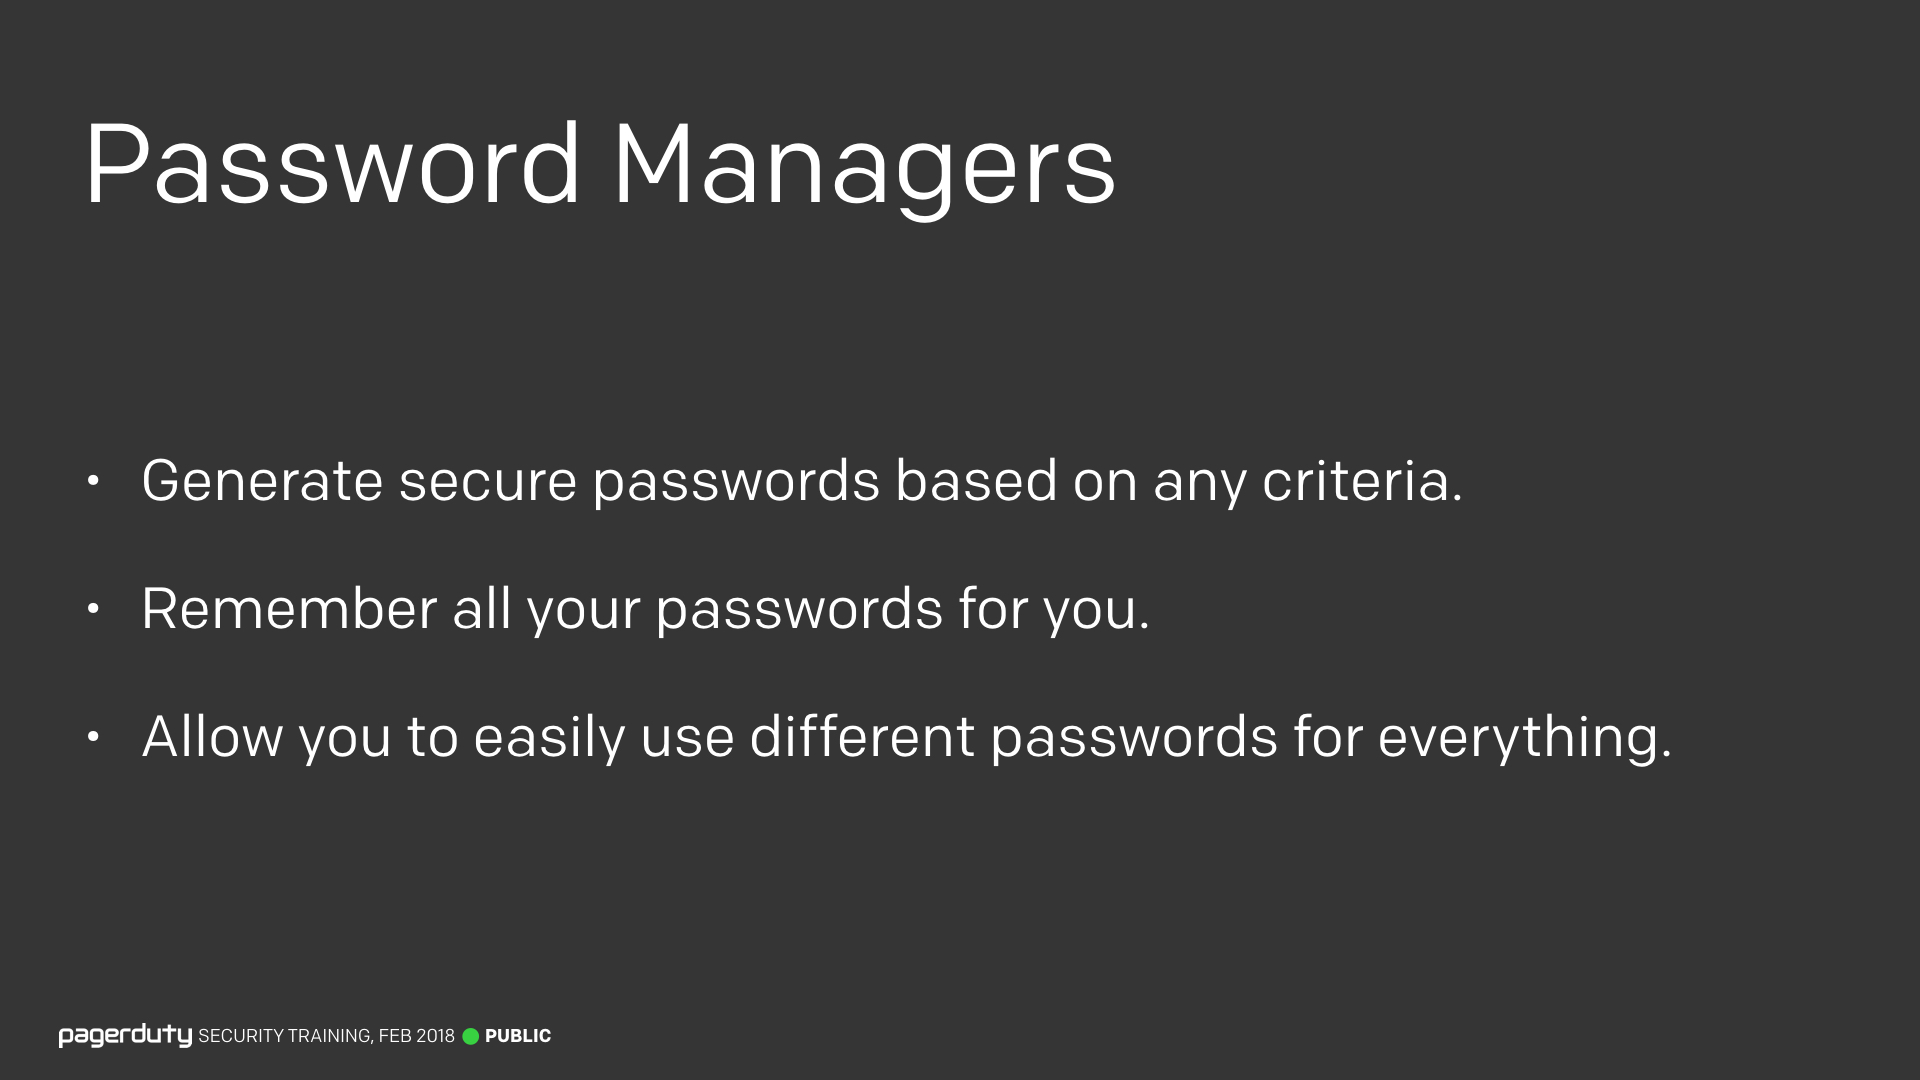 Password Managers
• Generate secure passwords based on any criteria.
• Remember all your passwords for you.
• Allow you to easily use different passwords for everything.
pagerduty SECURITY TRAINING, FEB 2018 PUBLIC